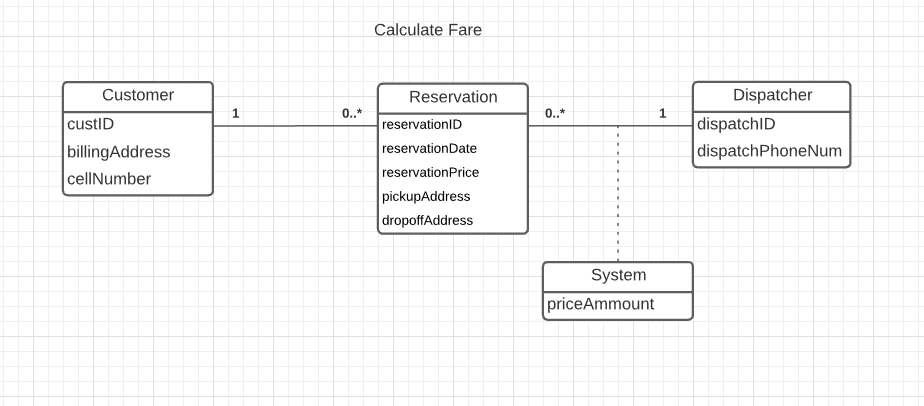 Calculate Fare
Customer
custID
billingAddress
cellNumber
1
0..*
Reservation
reservationID
reservationDate
reservationPrice
pickupAddress
dropoffAddress
0..*
1
Dispatcher
dispatchID
dispatchPhoneNum
System
priceAmmount